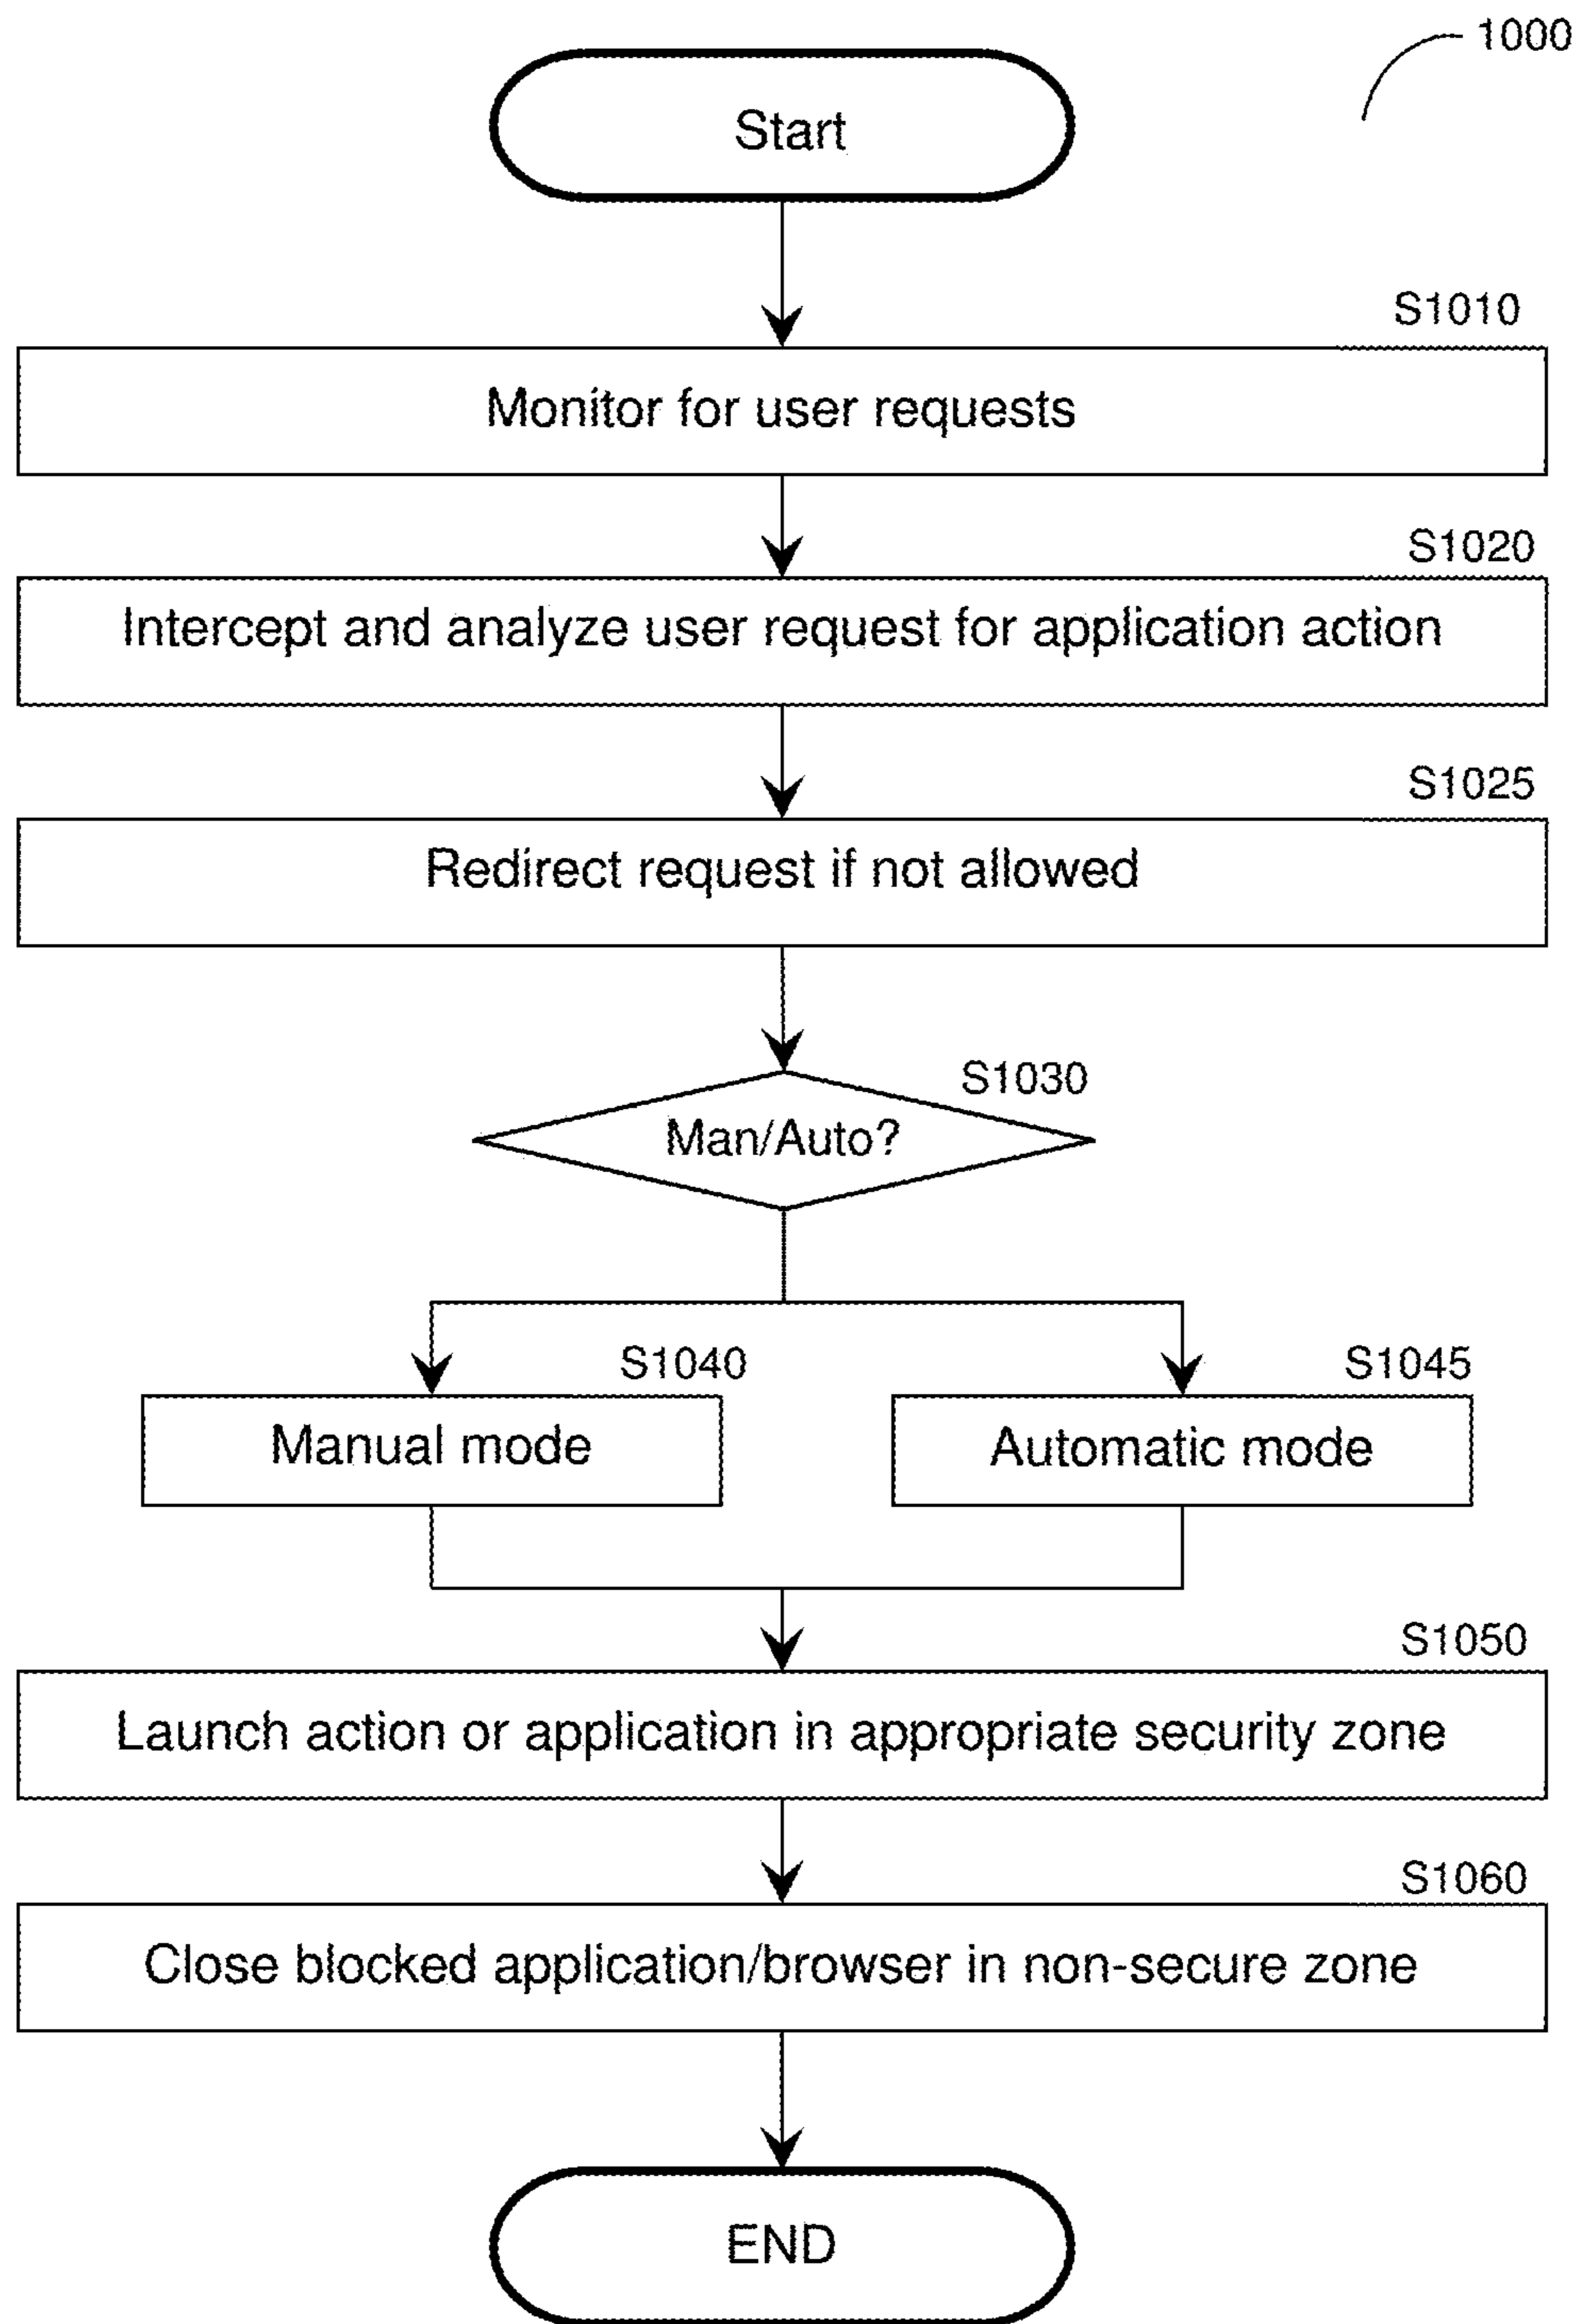 1000
Start
S1010
Monitor for user requests
S1020
Intercept and analyze user request for application action
S1025
Redirect request if not allowed
S1030
Man/Auto?
S1040
Manual mode
S1045
Automatic mode
S1050
Launch action or application in appropriate security zone
S1060
Close blocked application/browser in non-secure zone
END